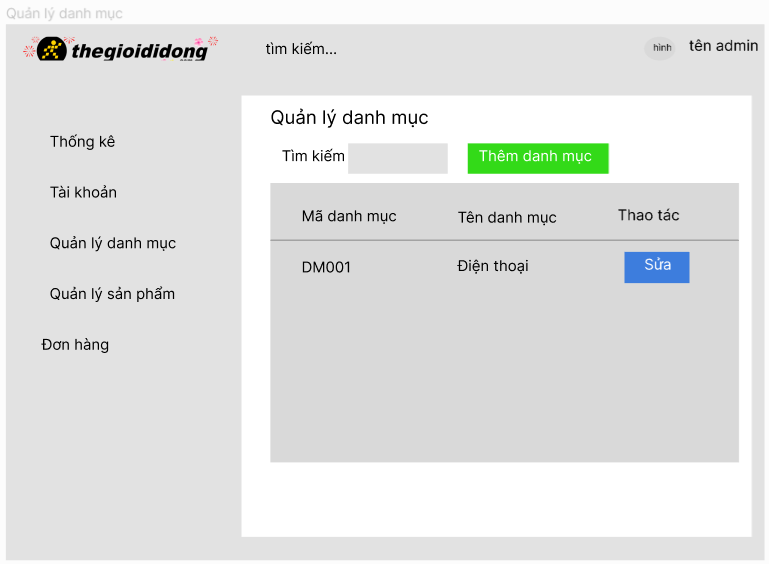 Quản lý danh mục
thegioididong
tìm kiếm...
hình
tên admin
Thống kê
Tài khoản
Quản lý danh mục
Quản lý sản phẩm
Đơn hàng
Quản lý danh mục
Tìm kiếm
Thêm danh mục
Mã danh mục
Tên danh mục
Thao tác
DM001
Điện thoại
Sửa